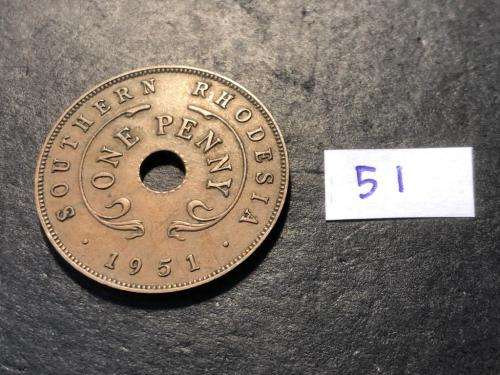 SOUTHERN RHODESIA
ONE PENNY
· 1951 ·
51